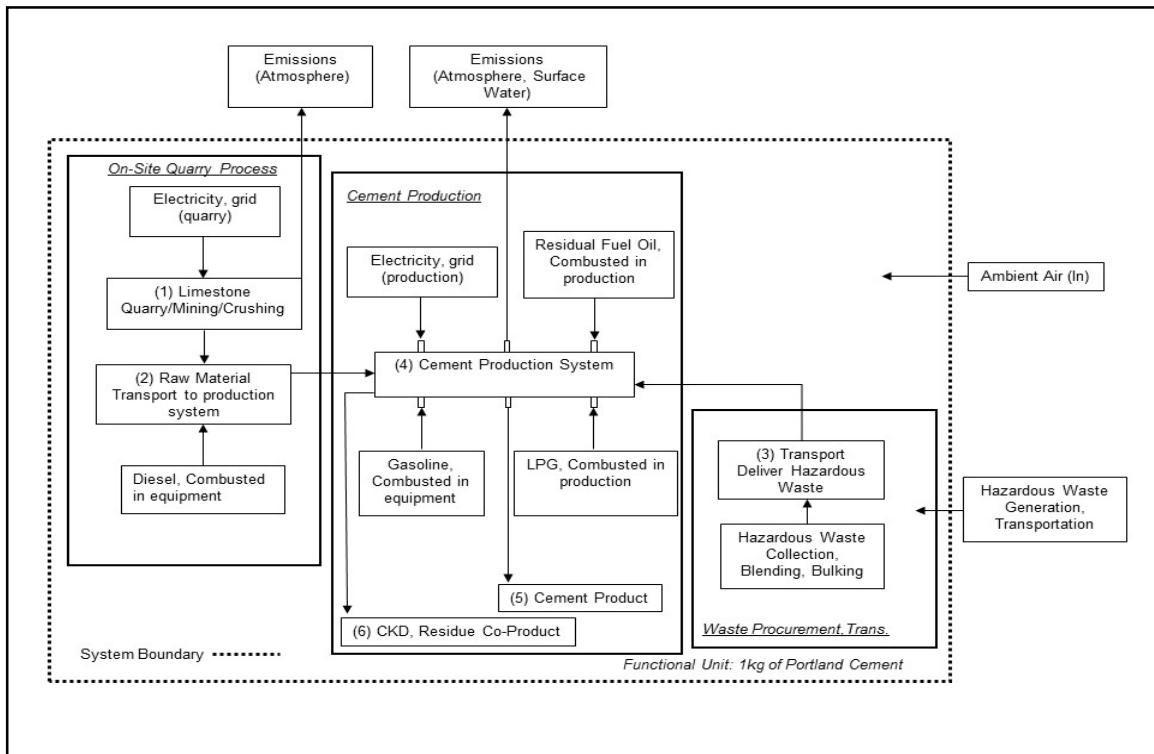 Emissions
(Atmosphere)
Emissions
(Atmosphere, Surface
Water)
On-Site Quarry Process
Electricity, grid
(quarry)
(1) Limestone
Quarry/Mining/Crushing
(2) Raw Material
Transport to production
system
Diesel, Combusted
in equipment
Cement Production
Electricity, grid
(production)
Residual Fuel Oil,
Combusted in
production
(4) Cement Production System
Gasoline,
Combusted in
equipment
LPG, Combusted in
production
(5) Cement Product
(6) CKD, Residue Co-Product
Ambient Air (In)
(3) Transport
Deliver Hazardous
Waste
Hazardous Waste
Collection,
Blending, Bulking
Waste Procurement,Trans.
Hazardous Waste
Generation,
Transportation
System Boundary
Functional Unit: 1kg of Portland Cement